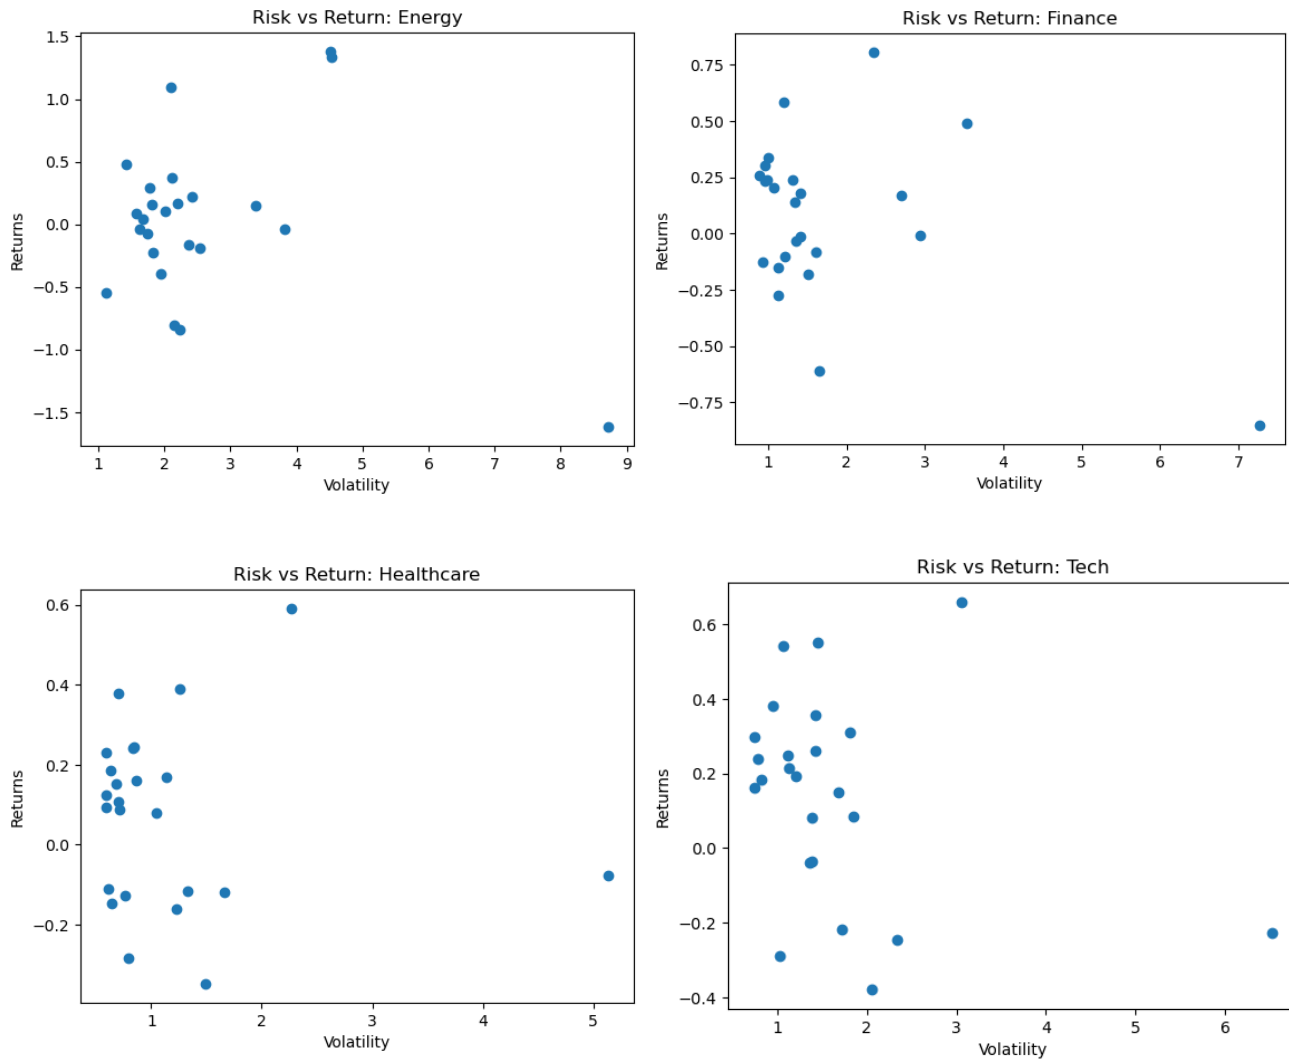 Risk vs Return: Energy
1.5
1.0
0.5
0.0
−0.5
−1.0
−1.5
Returns
1 2 3 4 5 6 7 8 9
Volatility
Risk vs Return: Finance
0.75
0.50
0.25
0.00
−0.25
−0.50
−0.75
Returns
1 2 3 4 5 6 7
Volatility
Risk vs Return: Healthcare
0.6
0.4
0.2
0.0
−0.2
Returns
1 2 3 4 5
Volatility
Risk vs Return: Tech
0.6
0.4
0.2
0.0
−0.2
−0.4
Returns
1 2 3 4 5 6
Volatility